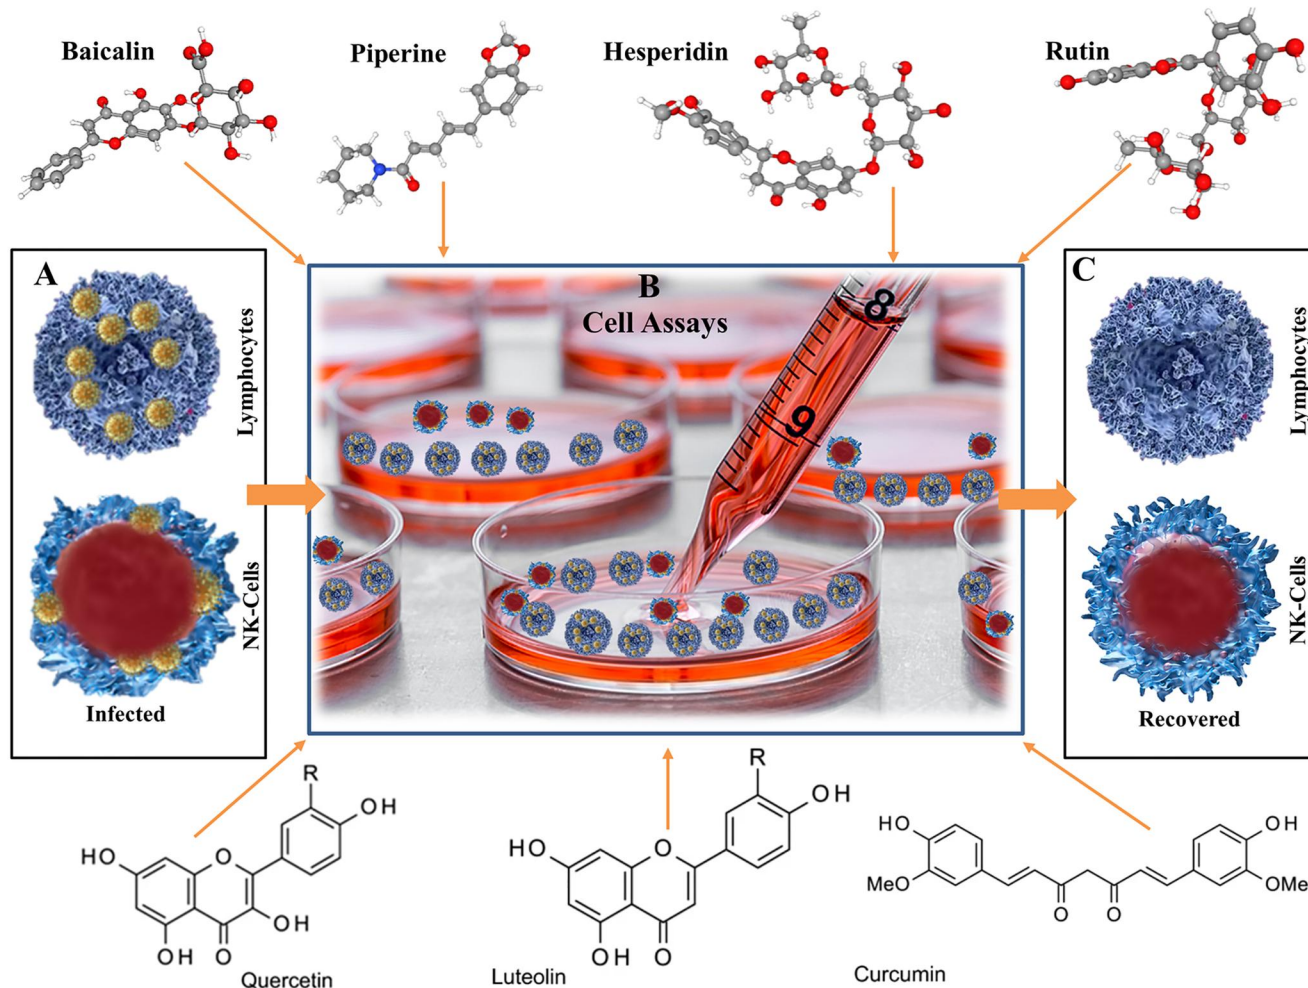 Baicalin
Piperine
Hesperidin
Rutin
A
Lymphocytes
NK-Cells
Infected
B
Cell Assays
8
9
C
Lymphocytes
NK-Cells
Recovered
R
OH
HO
O
OH
OH
O
Quercetin
R
OH
HO
O
OH
O
Luteolin
HO
MeO
O
O
OH
OMe
Curcumin